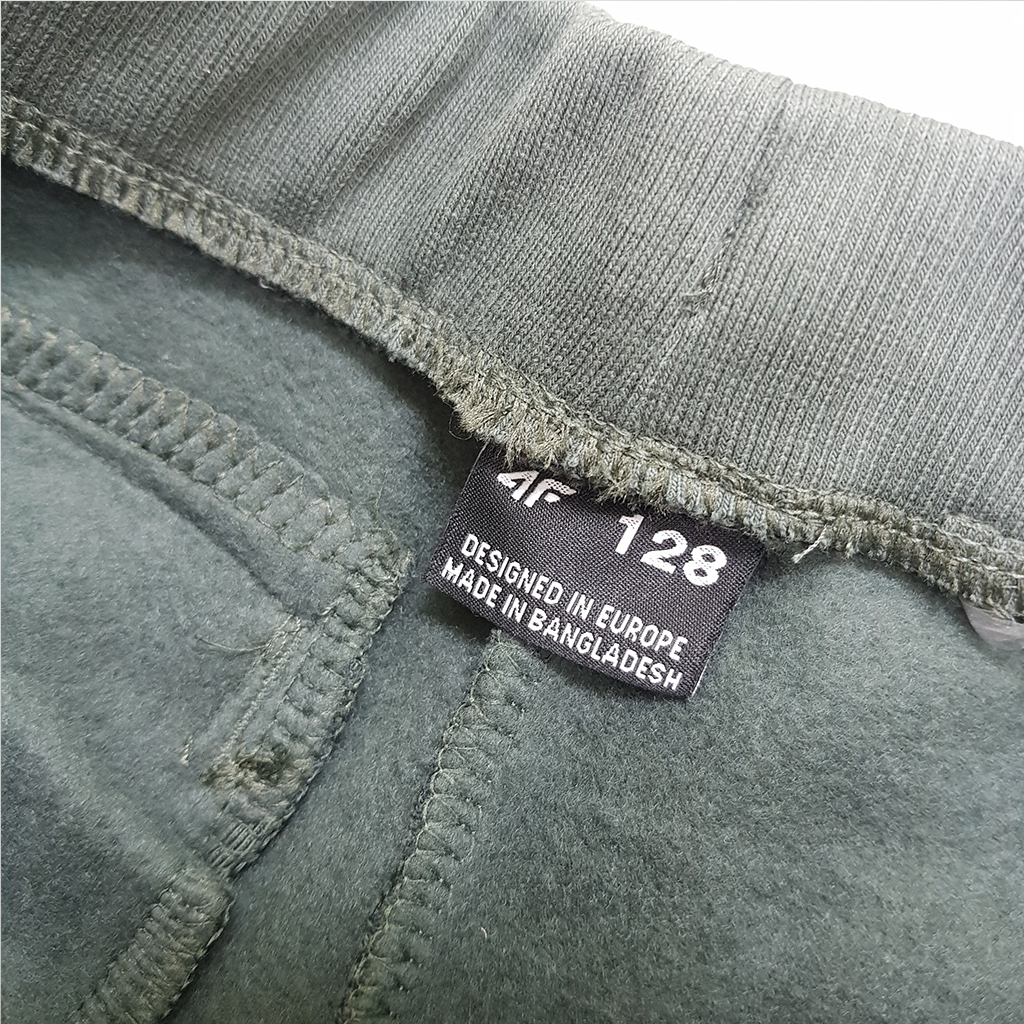 4F
128
DESIGNED IN EUROPE
MADE IN BANGLADESH